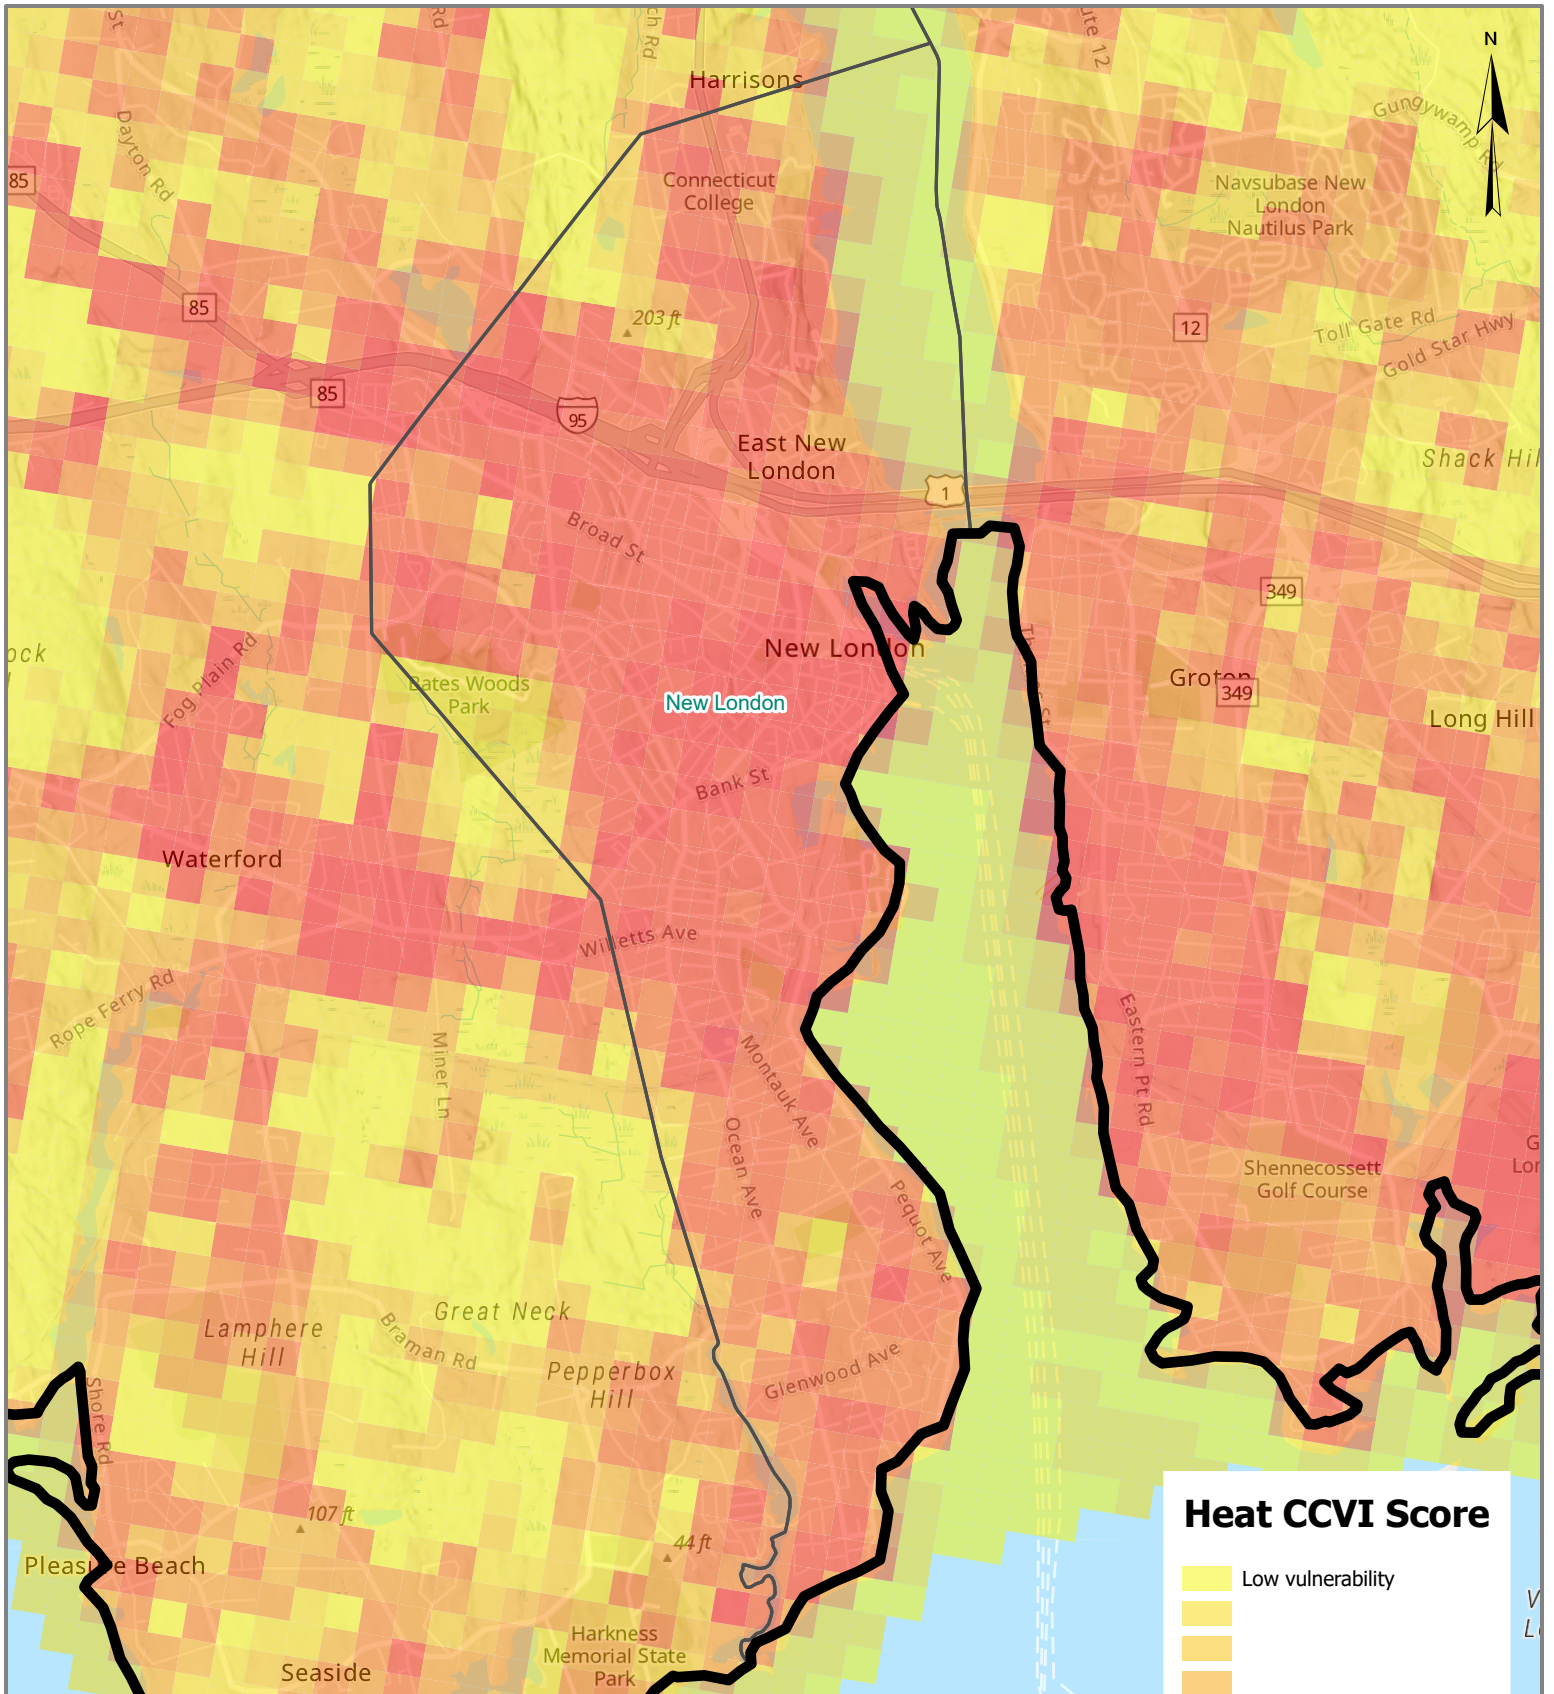 N
Harrisons
Gungywamp Rd
Dayton Rd
85
Connecticut
College
Navsubase New
London
Nautilus Park
85
203 ft
12
Toll Gate Rd
Gold Star Hwy
85
95
East New
London
Shack Hil
1
Broad St
349
New London
Fog Plain Rd
ock
Bates Woods
Park
New London
Groton
349
Long Hill
Bank St
Waterford
Willetts Ave
Rope Ferry Rd
Miner Ln
Montauk Ave
Eastern Pt Rd
Ocean Ave
Shennecossett
Golf Course
Pequot Ave
Great Neck
Lamphere
Hill
Braman Rd
Pepperbox
Hill
Glenwood Ave
Shore Rd
107 ft
44 ft
Pleasure Beach
Harkness
Memorial State
Park
Seaside
Heat CCVI Score
Low vulnerability